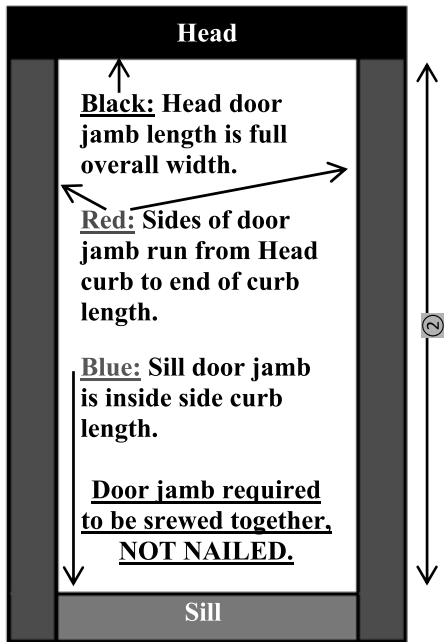 Head
Black: Head door
jamb length is full
overall width.
Red: Sides of door
jamb run from Head
curb to end of curb
length.
②
Blue: Sill door jamb
is inside side curb
length.
Door jamb required
to be srewed together,
NOT NAILED.
Sill